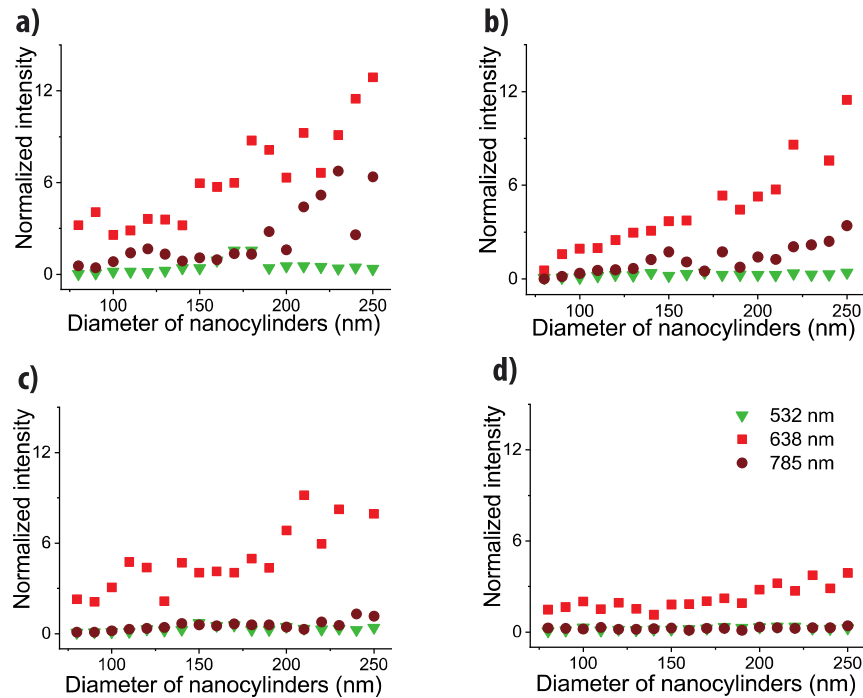 a)
Normalized intensity
12
6
0
100
150
200
250
Diameter of nanocylinders (nm)
b)
Normalized intensity
12
6
0
100
150
200
250
Diameter of nanocylinders (nm)
c)
Normalized intensity
12
6
0
100
150
200
250
Diameter of nanocylinders (nm)
d)
Normalized intensity
12
6
0
532 nm
638 nm
785 nm
100
150
200
250
Diameter of nanocylinders (nm)